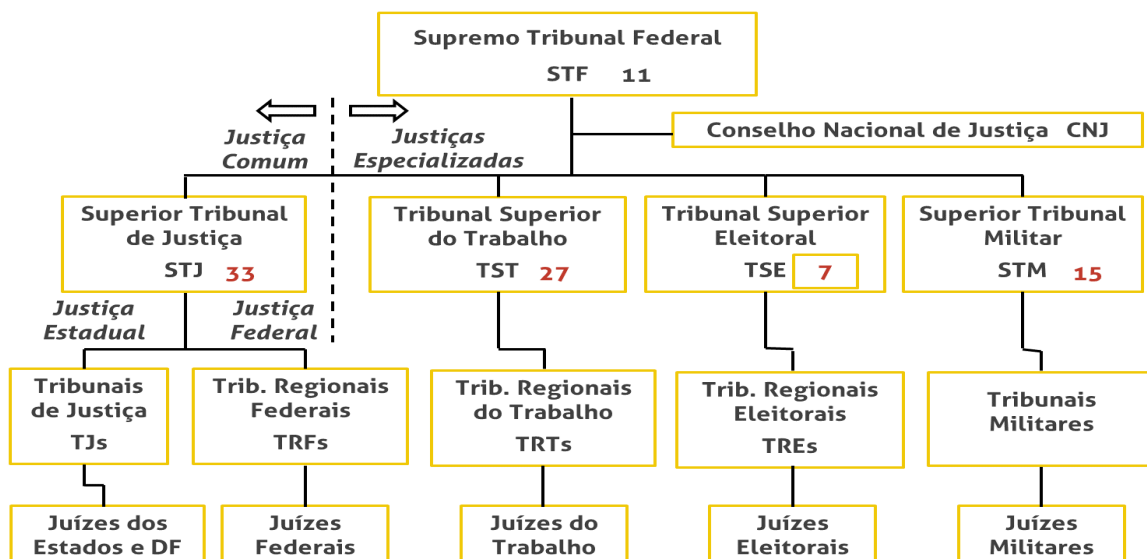 Supremo Tribunal Federal
STF 11
Justiça
Comum
Justiças
Especializadas
Conselho Nacional de Justiça CNJ
Superior Tribunal
de Justiça
STJ 33
Tribunal Superior
do Trabalho
TST 27
Tribunal Superior
Eleitoral
TSE 7
Superior Tribunal
Militar
STM 15
Justiça
Estadual
Justiça
Federal
Tribunais
de Justiça
TJs
Trib. Regionais
Federais
TRFs
Trib. Regionais
do Trabalho
TRTs
Trib. Regionais
Eleitorais
TREs
Tribunais
Militares
Juízes dos
Estados e DF
Juízes
Federais
Juízes do
Trabalho
Juízes
Eleitorais
Juízes
Militares